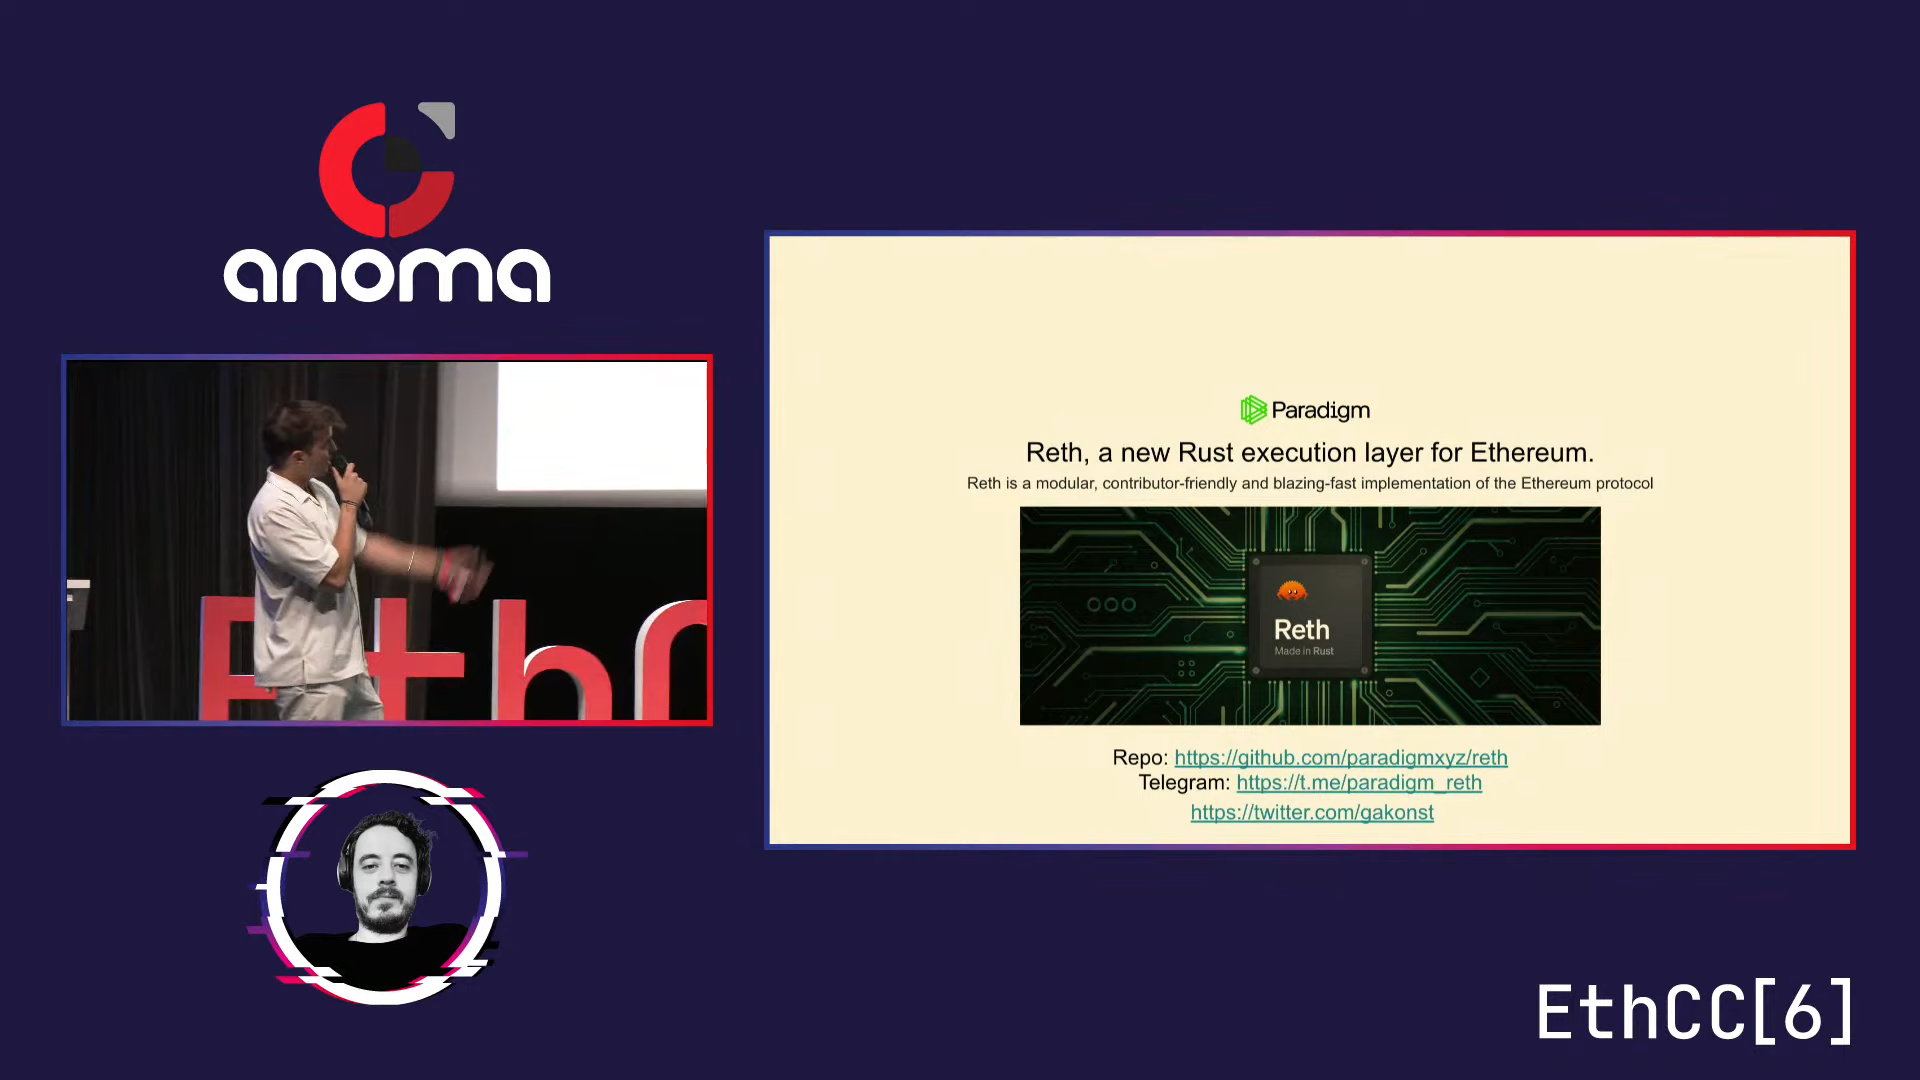 anoma
EthC
Paradigm
Reth, a new Rust execution layer for Ethereum.
Reth is a modular, contributor-friendly and blazing-fast implementation of the Ethereum protocol
Reth
Made in Rust
Repo: https://github.com/paradigmxyz/reth
Telegram: https://t.me/paradigm_reth
https://twitter.com/gakonst
EthCC[6]